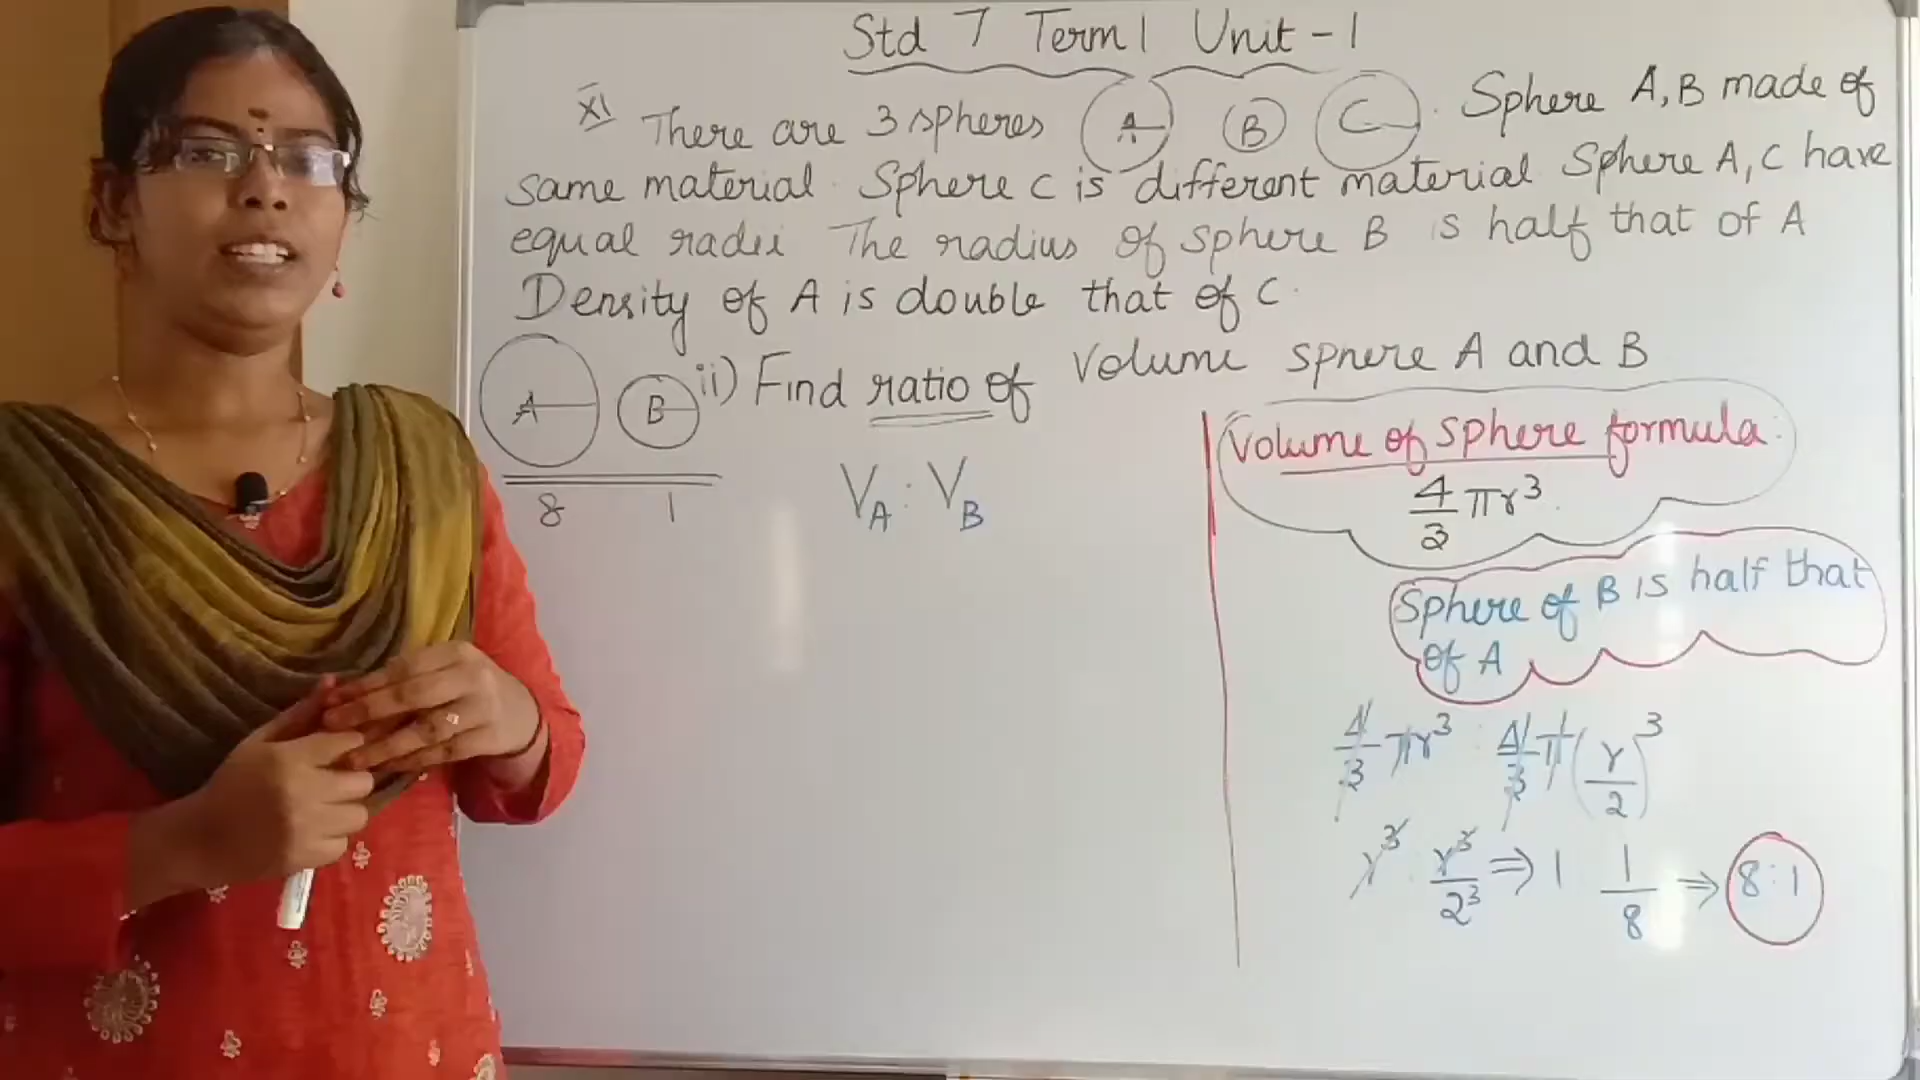 Std 7 Term 1 Unit - 1
XI There are 3 spheres A B C. Sphere A, B made of
same material. Sphere C is different material Sphere A, C have
equal radii The radius of sphere B is half that of A
Density of A is double that of C.
ii) Find ratio of Volume sphere A and B
A B
8 1
V_A : V_B
Volume of sphere formula:
4/3 πr³
Sphere of B is half that
of A
4/3 πr³ : 4/3 π(r/2)³
r³ : r³/2³ ⇒ 1 1/8 ⇒ 8:1